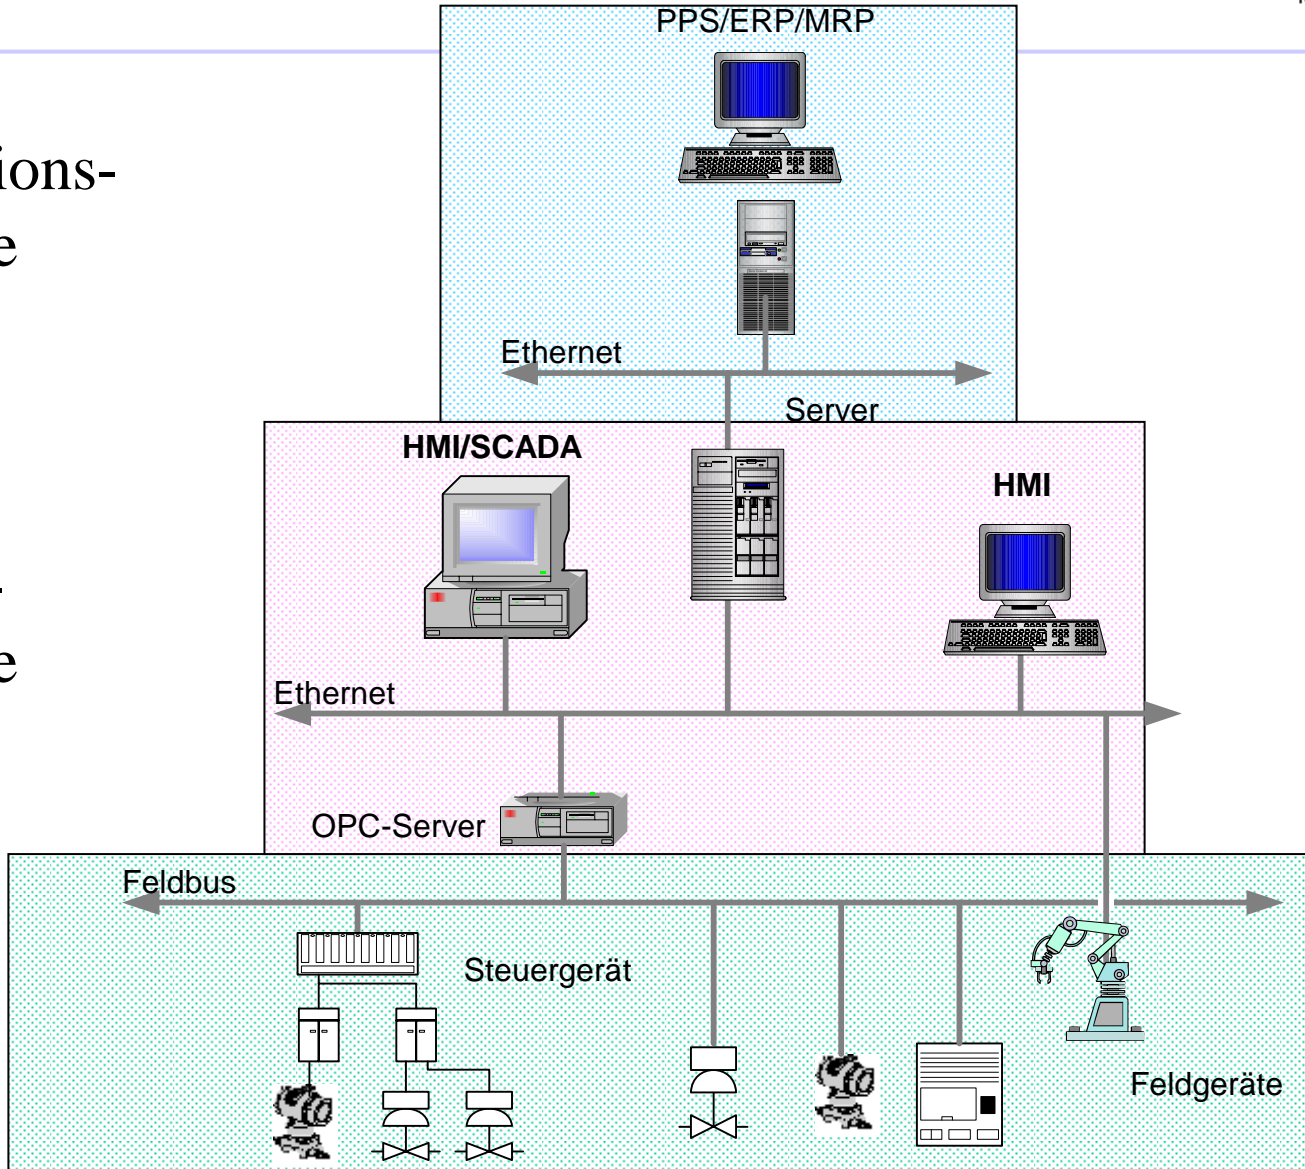 PPS/ERP/MRP
ions-
e
Ethernet
Server
HMI/SCADA
HMI
-
e
Ethernet
OPC-Server
Feldbus
Steuergerät
Feldgeräte